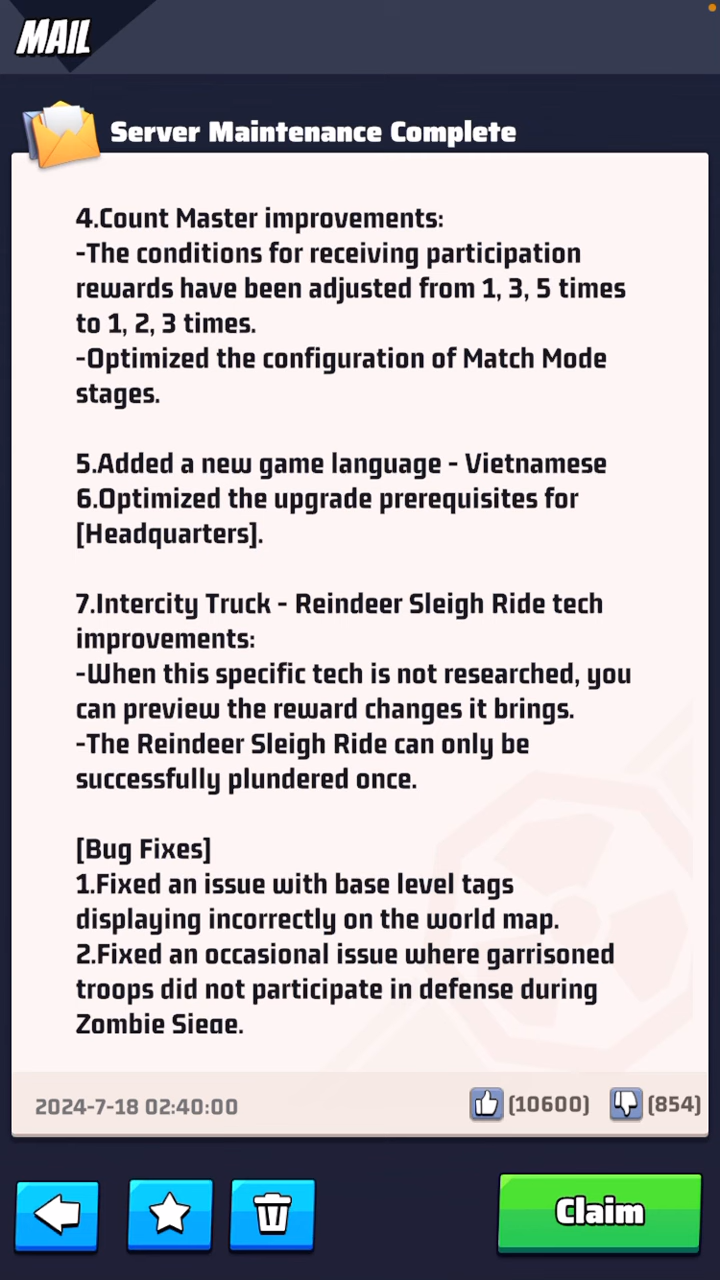 MAIL
Server Maintenance Complete
4.Count Master improvements:
-The conditions for receiving participation
rewards have been adjusted from 1, 3, 5 times
to 1, 2, 3 times.
-Optimized the configuration of Match Mode
stages.
5.Added a new game language - Vietnamese
6.Optimized the upgrade prerequisites for
[Headquarters].
7.Intercity Truck - Reindeer Sleigh Ride tech
improvements:
-When this specific tech is not researched, you
can preview the reward changes it brings.
-The Reindeer Sleigh Ride can only be
successfully plundered once.
[Bug Fixes]
1.Fixed an issue with base level tags
displaying incorrectly on the world map.
2.Fixed an occasional issue where garrisoned
troops did not participate in defense during
Zombie Siege.
2024-7-18 02:40:00 (10600) (854)
Claim